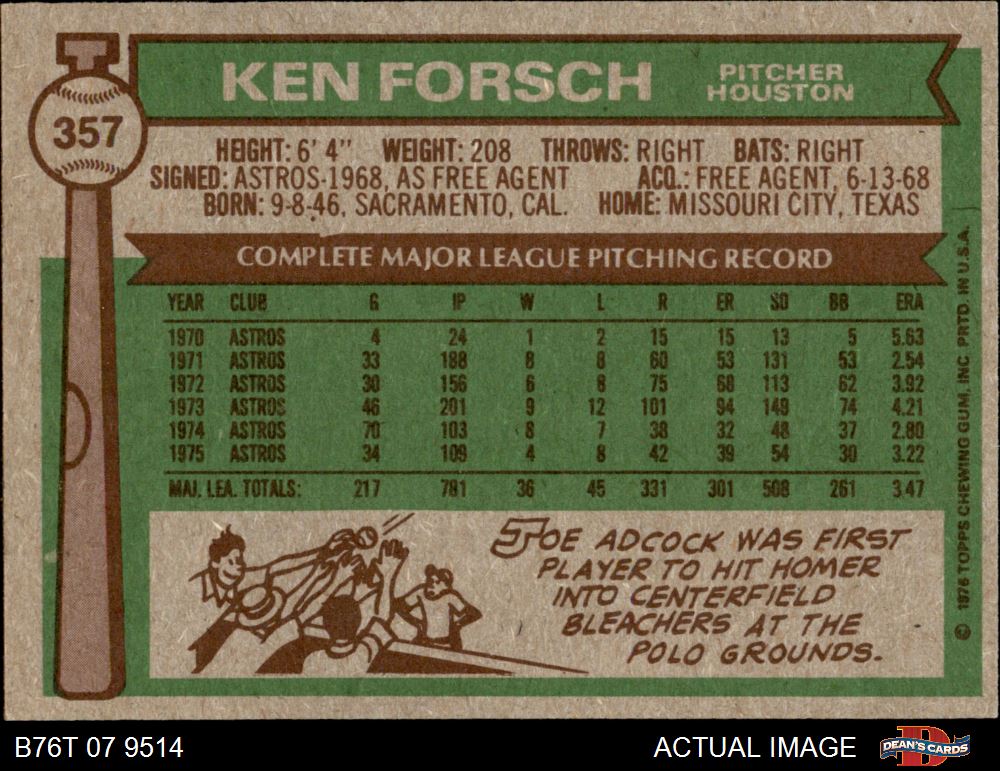 KEN FORSCH
PITCHER
HOUSTON
357
HEIGHT: 6' 4" WEIGHT: 208 THROWS: RIGHT BATS: RIGHT
SIGNED: ASTROS-1968, AS FREE AGENT ACQ.: FREE AGENT, 6-13-68
BORN: 9-8-46, SACRAMENTO, CAL. HOME: MISSOURI CITY, TEXAS
COMPLETE MAJOR LEAGUE PITCHING RECORD
YEAR CLUB G IP W L R ER SO BB ERA
1970 ASTROS 4 24 1 2 15 15 13 5 5.63
1971 ASTROS 33 188 8 8 60 53 131 53 2.54
1972 ASTROS 30 156 6 8 75 68 113 62 3.92
1973 ASTROS 46 201 9 12 101 94 149 74 4.21
1974 ASTROS 70 103 8 7 38 32 48 37 2.80
1975 ASTROS 34 109 4 8 42 39 54 30 3.22
MAJ. LEA. TOTALS: 217 781 36 45 331 301 508 261 3.47
JOE ADCOCK WAS FIRST
PLAYER TO HIT HOMER
INTO CENTERFIELD
BLEACHERS AT THE
POLO GROUNDS.
© 1976 TOPPS CHEWING GUM, INC PRTD. IN U.S.A.
B76T 07 9514
ACTUAL IMAGE
DEAN'S CARDS